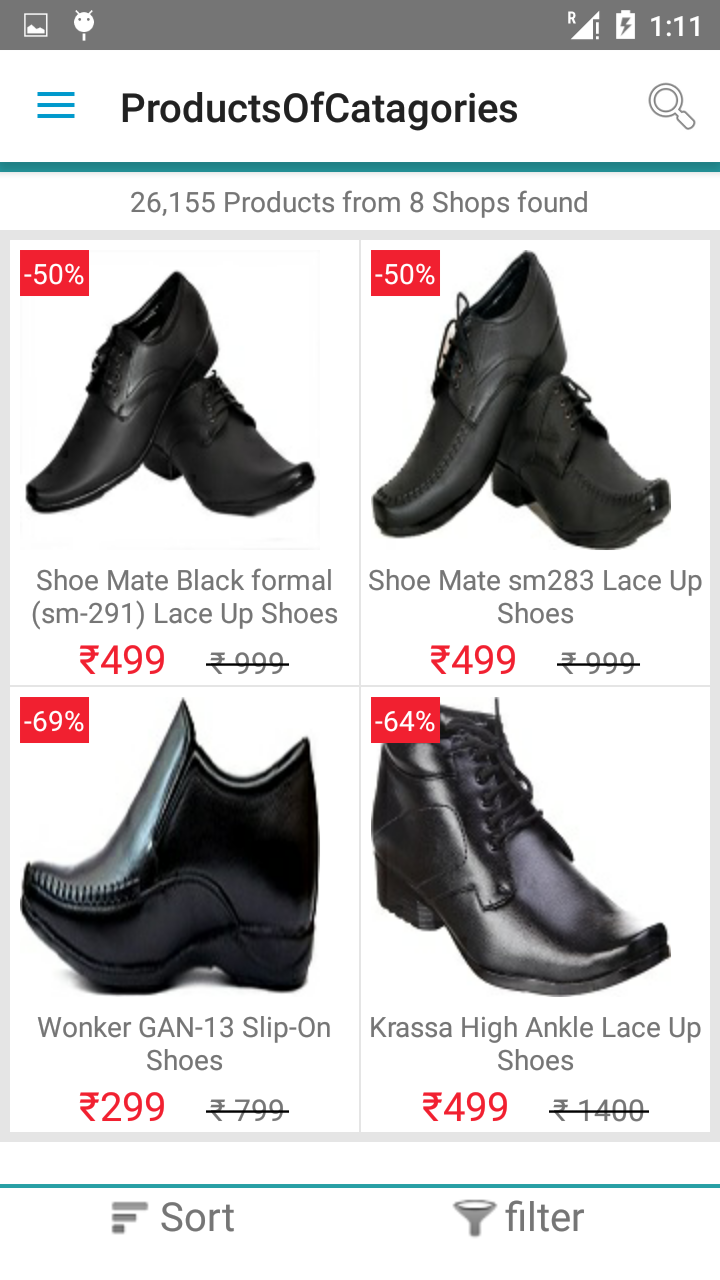 R
1:11
ProductsOfCatagories
26,155 Products from 8 Shops found
-50%
-50%
Shoe Mate Black formal
(sm-291) Lace Up Shoes
₹499 ₹ 999
Shoe Mate sm283 Lace Up
Shoes
₹499 ₹ 999
-69%
-64%
Wonker GAN-13 Slip-On
Shoes
₹299 ₹ 799
Krassa High Ankle Lace Up
Shoes
₹499 ₹ 1400
Sort
filter